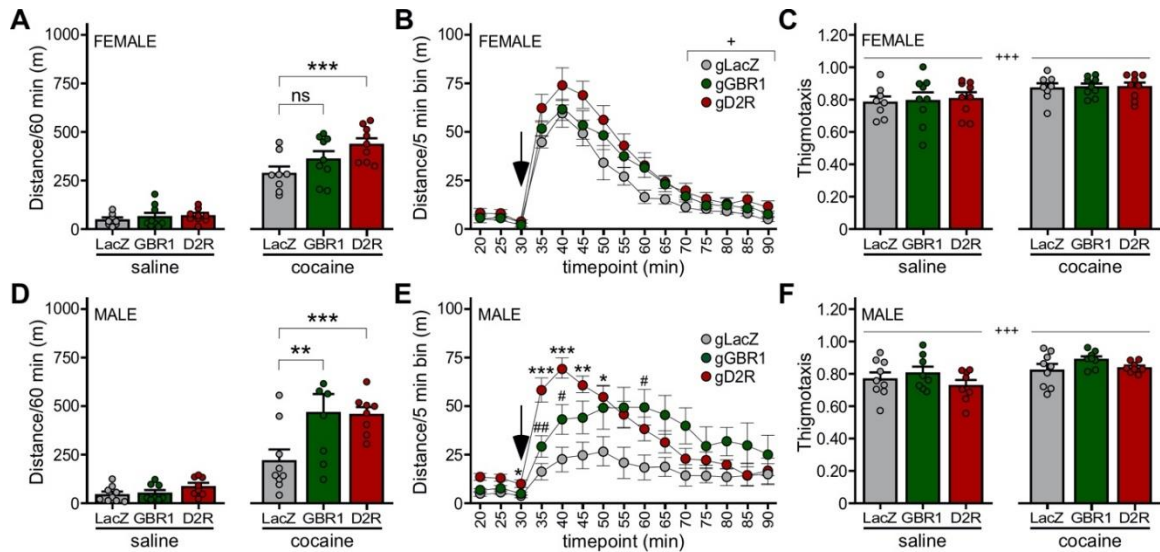 A
FEMALE
Distance/60 min (m)
1000
750
500
250
0
***
ns
LacZ GBR1 D2R
saline
LacZ GBR1 D2R
cocaine
B
FEMALE
Distance/5 min bin (m)
100
75
50
25
0
+
gLacZ
gGBR1
gD2R
20 25 30 35 40 45 50 55 60 65 70 75 80 85 90
timepoint (min)
C
FEMALE
Thigmotaxis
1.20
1.00
0.80
0.60
0.40
0.20
0
+++
LacZ GBR1 D2R
saline
LacZ GBR1 D2R
cocaine
D
MALE
Distance/60 min (m)
1000
750
500
250
0
***
**
LacZ GBR1 D2R
saline
LacZ GBR1 D2R
cocaine
E
MALE
Distance/5 min bin (m)
100
75
50
25
0
gLacZ
gGBR1
gD2R
* *** *** ** *
## # #
20 25 30 35 40 45 50 55 60 65 70 75 80 85 90
timepoint (min)
F
MALE
Thigmotaxis
1.20
1.00
0.80
0.60
0.40
0.20
0
+++
LacZ GBR1 D2R
saline
LacZ GBR1 D2R
cocaine